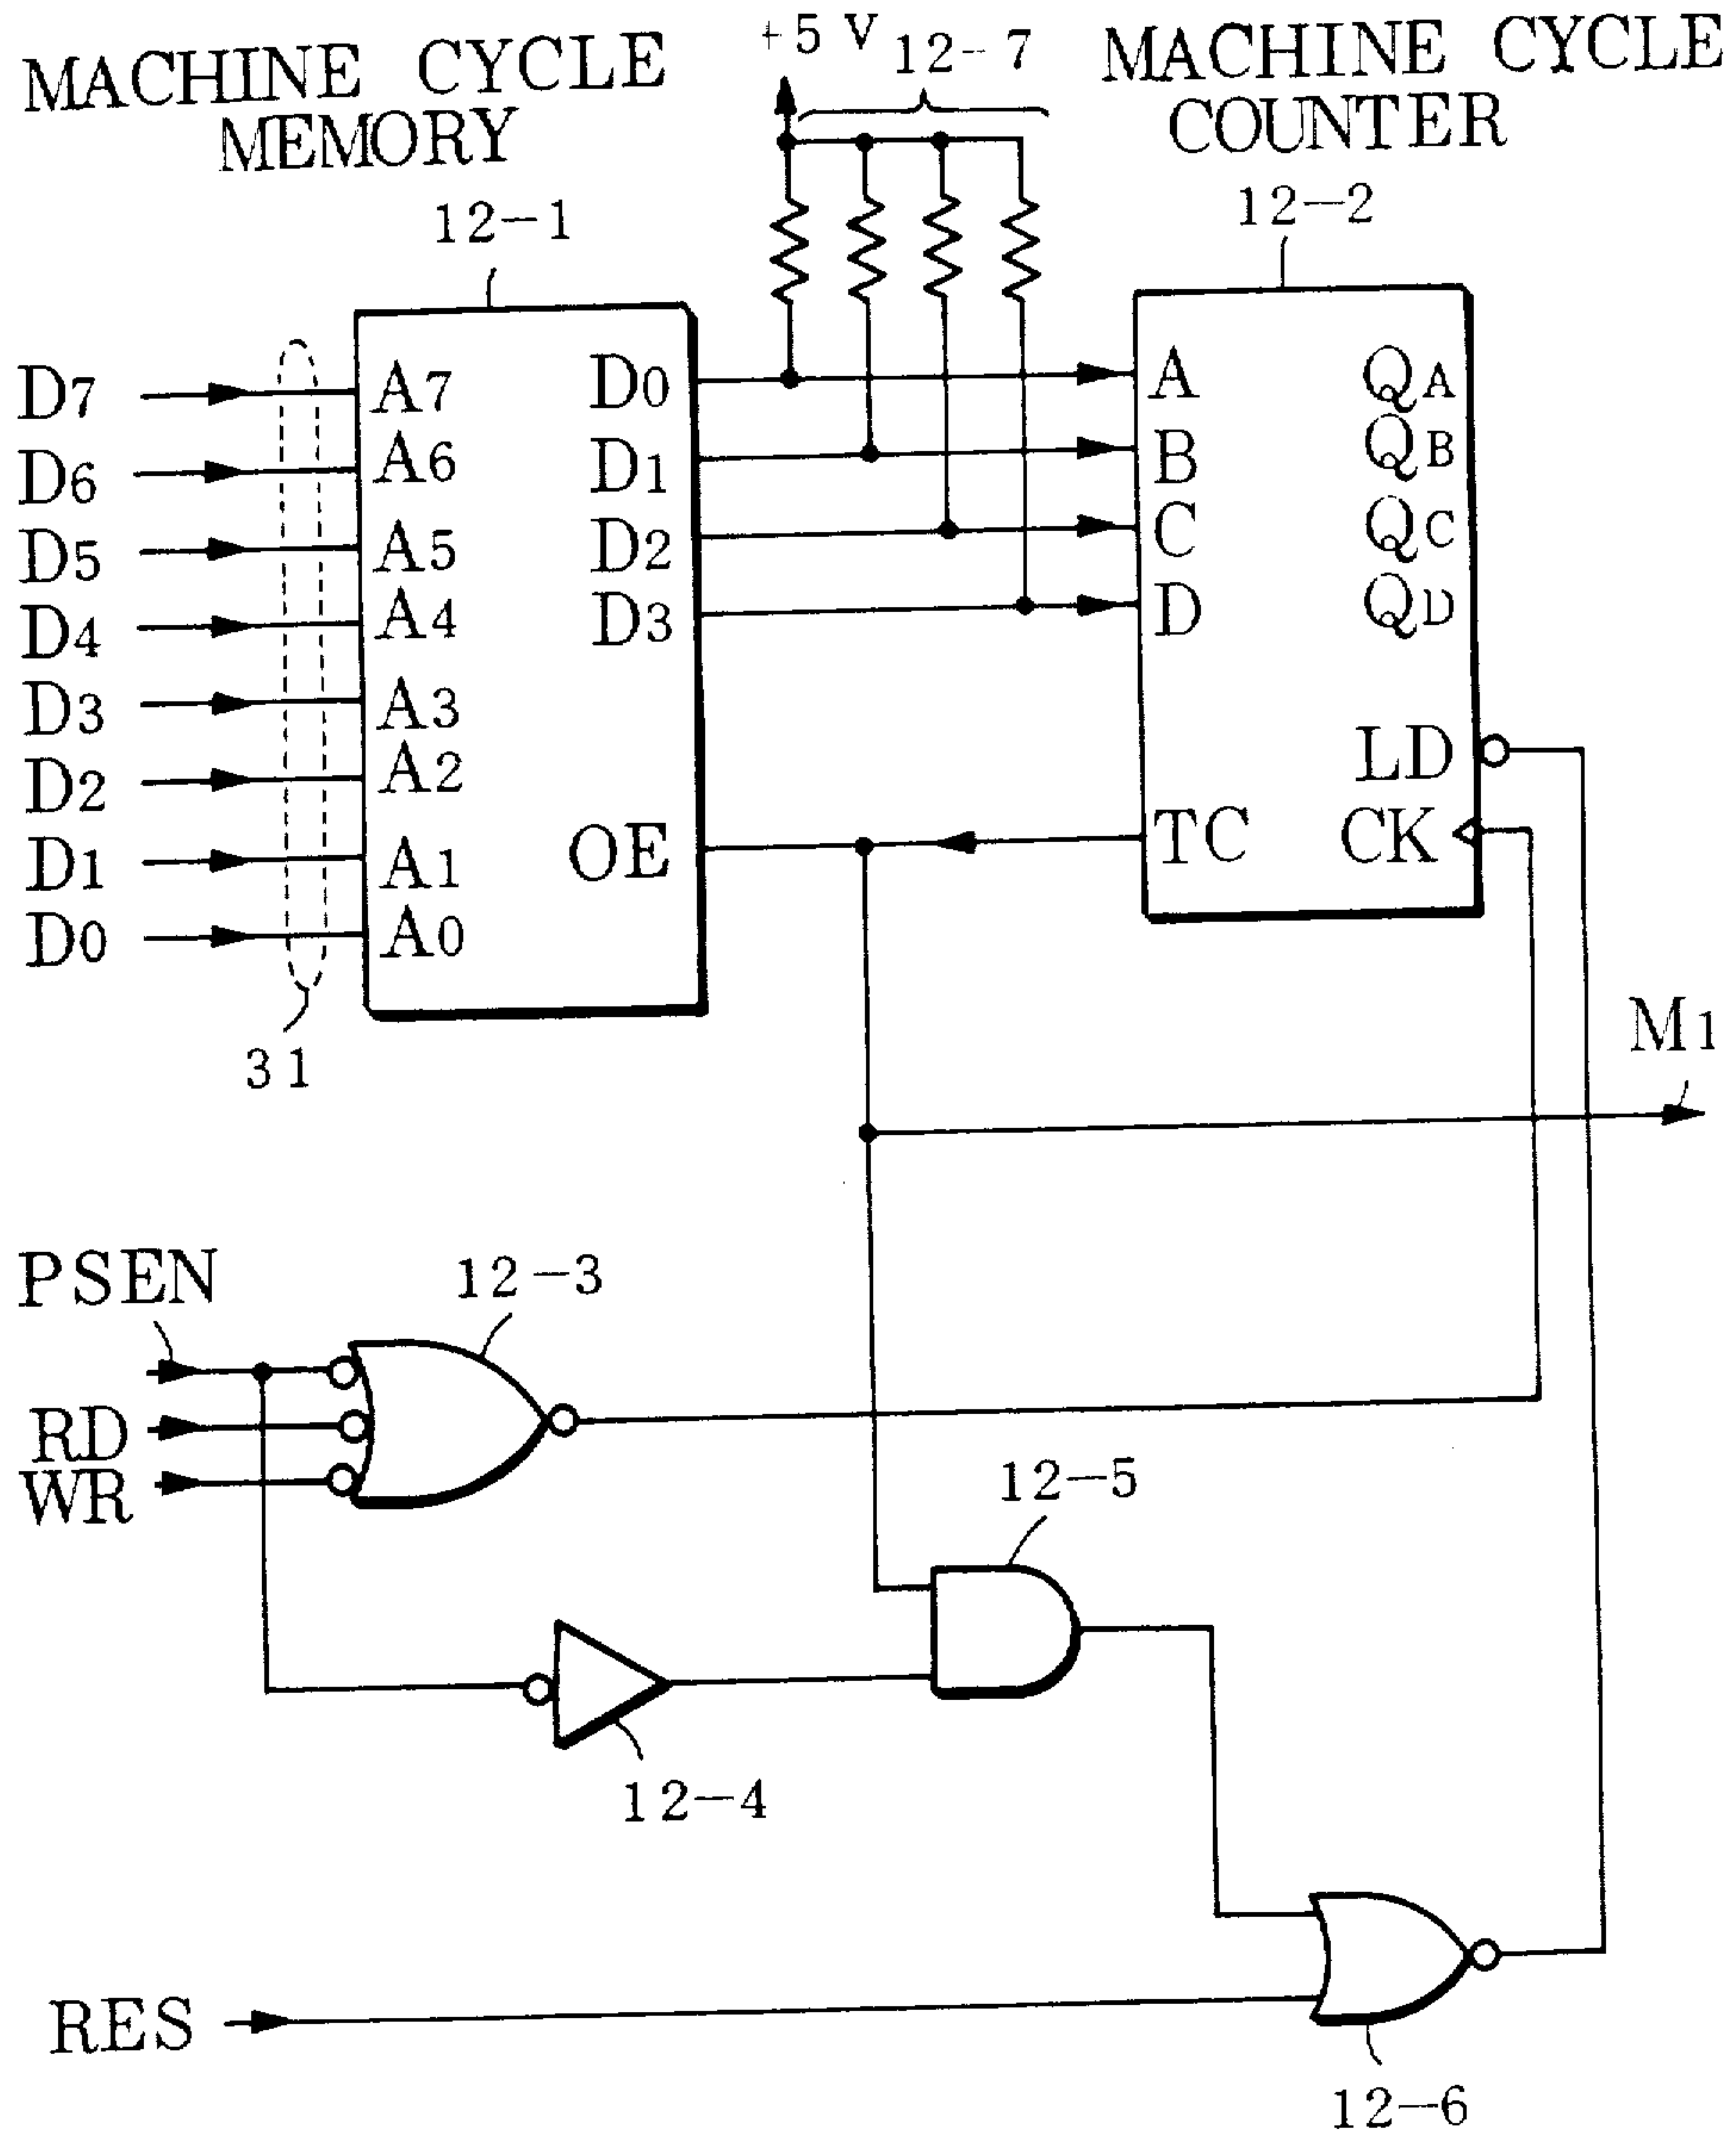 MACHINE CYCLE
MEMORY
12-1
+5 V
12-7
MACHINE CYCLE
COUNTER
12-2
D7
D6
D5
D4
D3
D2
D1
D0
31
A7
A6
A5
A4
A3
A2
A1
A0
D0
D1
D2
D3
OE
A
B
C
D
TC
QA
QB
QC
QD
LD
CK
M1
PSEN
RD
WR
12-3
12-4
12-5
RES
12-6